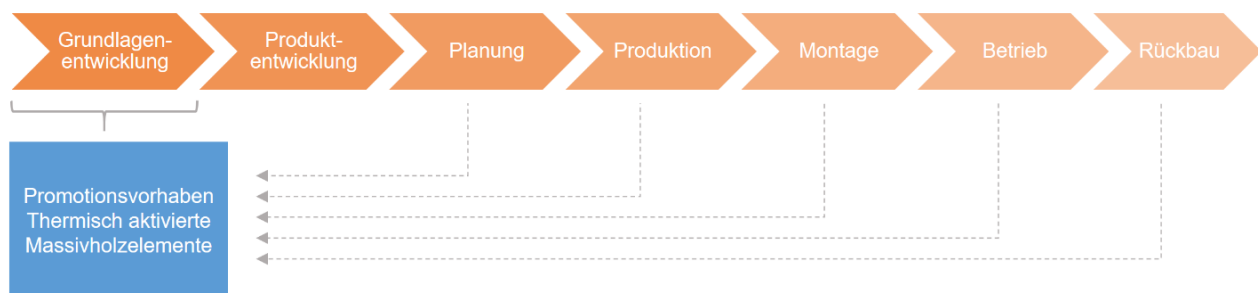 Grundlagen-
entwicklung
Produkt-
entwicklung
Planung
Produktion
Montage
Betrieb
Rückbau
Promotionsvorhaben
Thermisch aktivierte
Massivholzelemente